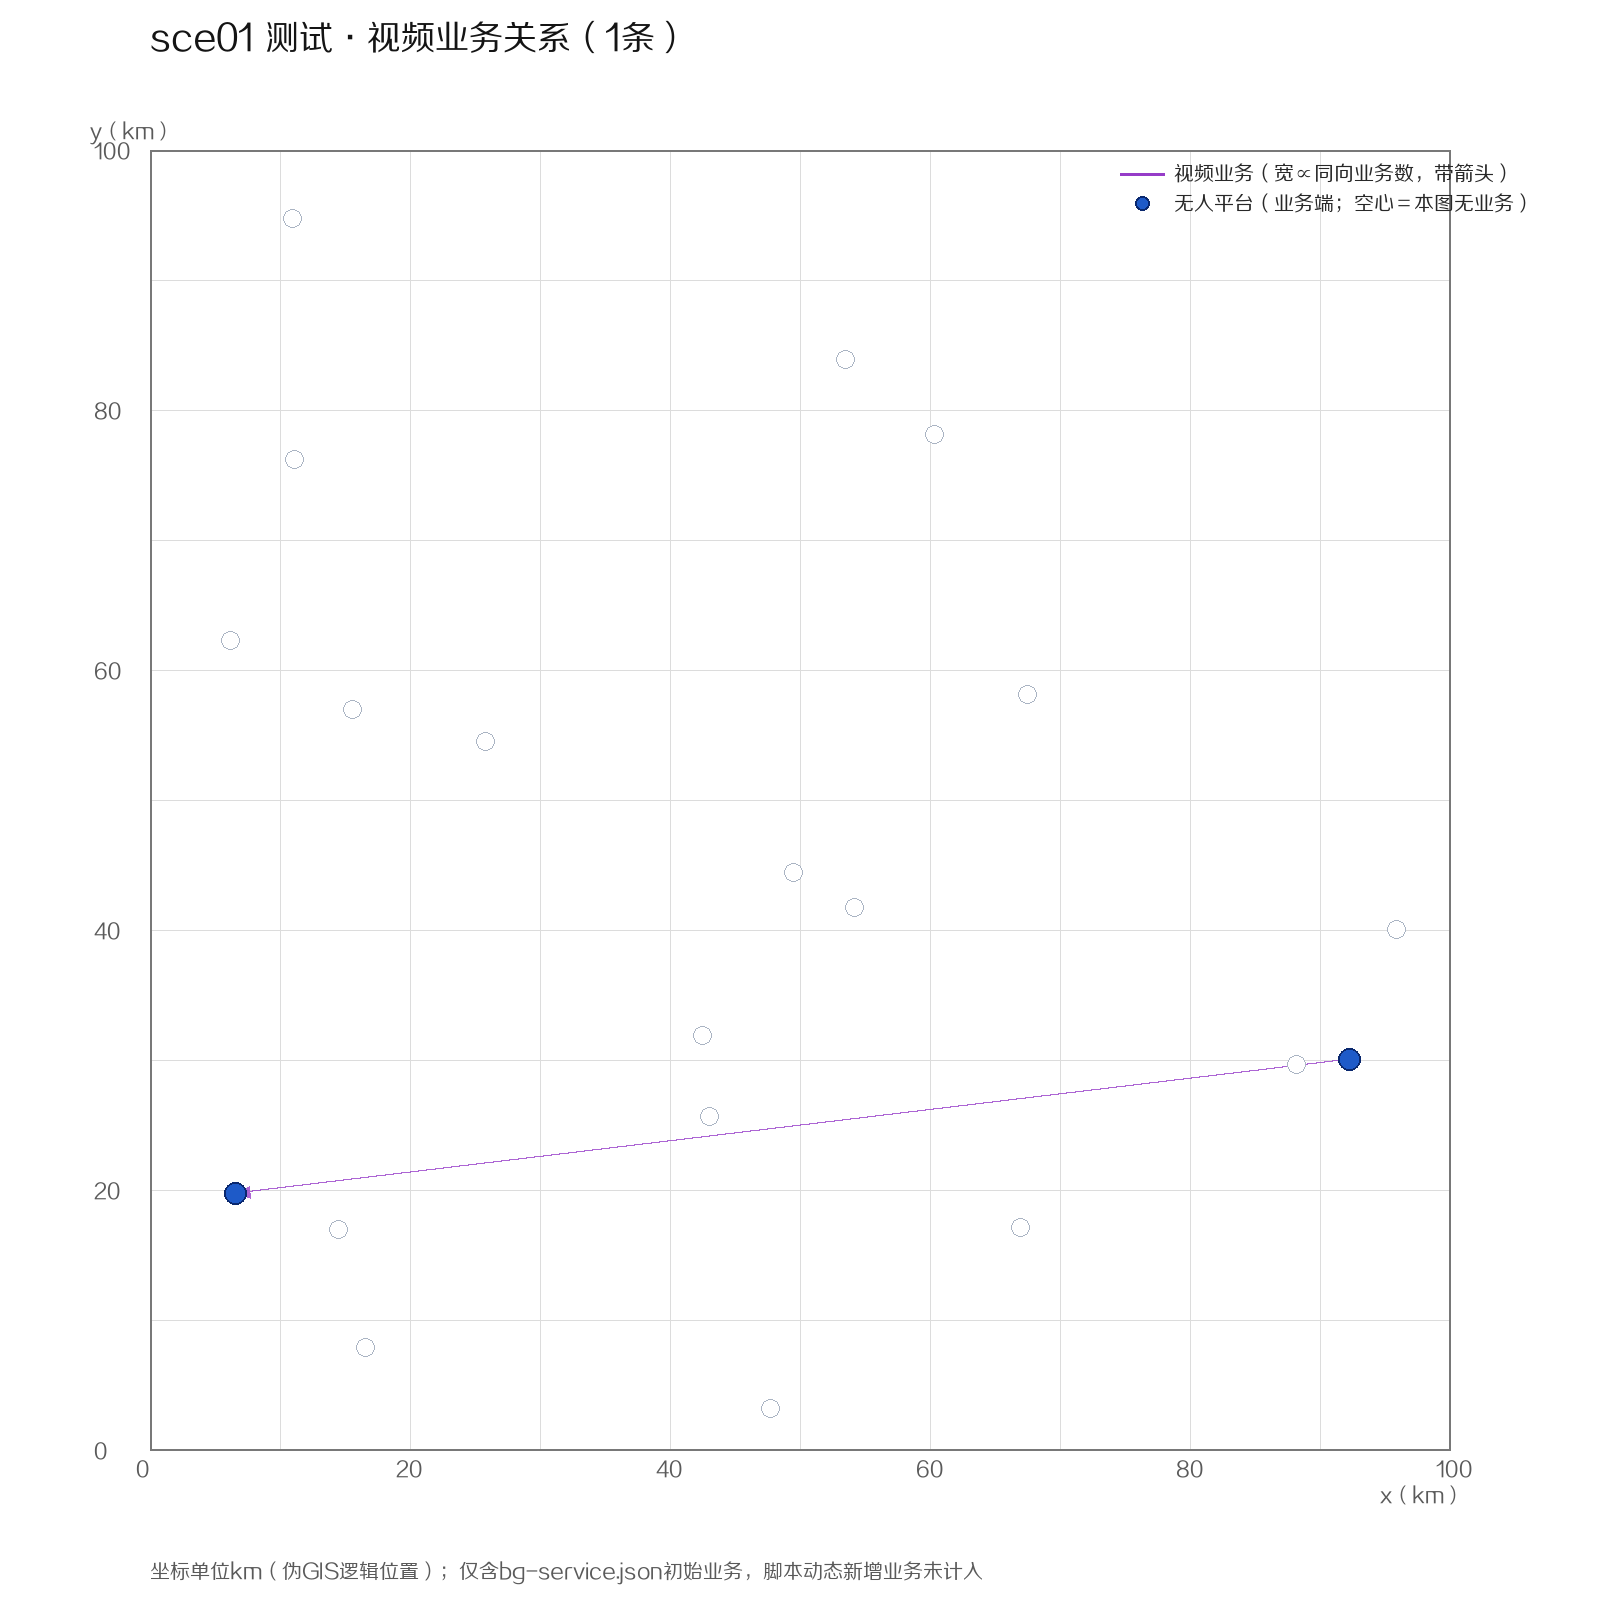 sce01 测试 · 视频业务关系（1条）
y（km）
100
视频业务（宽∝同向业务数，带箭头）
无人平台（业务端；空心＝本图无业务）
80
60
40
20
0
0 20 40 60 80 100
x（km）
坐标单位km（伪GIS逻辑位置）；仅含bg-service.json初始业务，脚本动态新增业务未计入